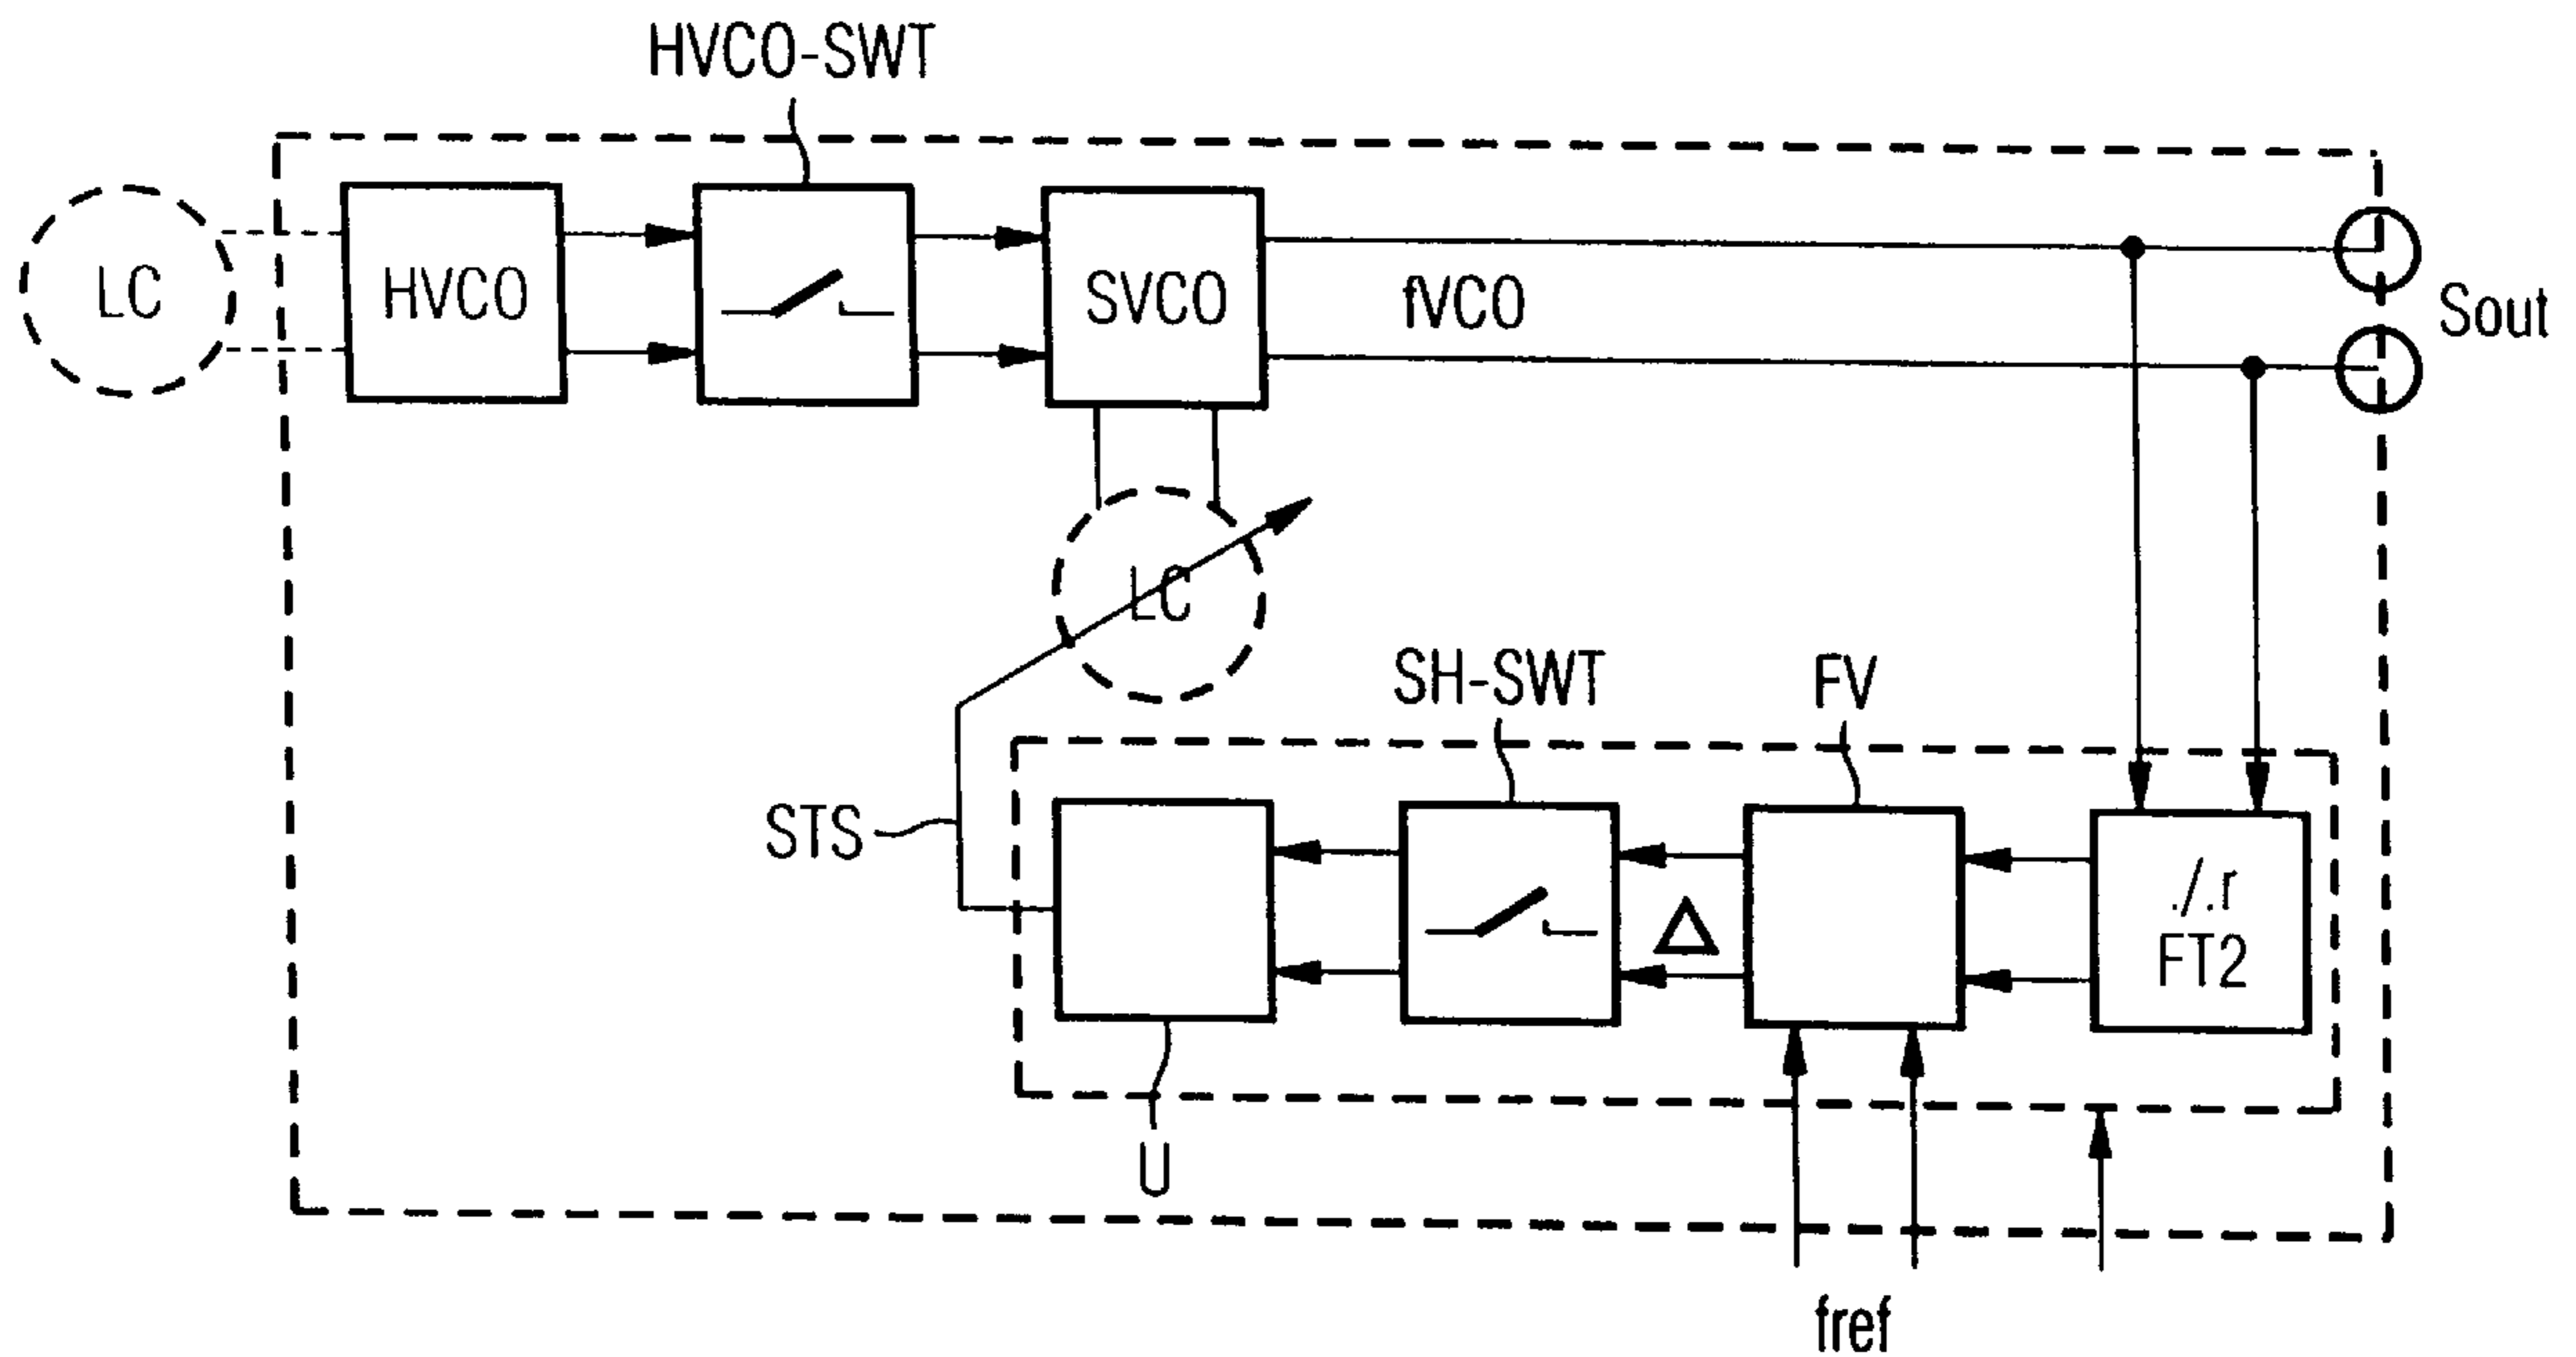 HVCO-SWT
LC
HVCO
SVCO
fVCO
Sout
LC
SH-SWT
FV
STS
./.r
FT2
Δ
U
fref